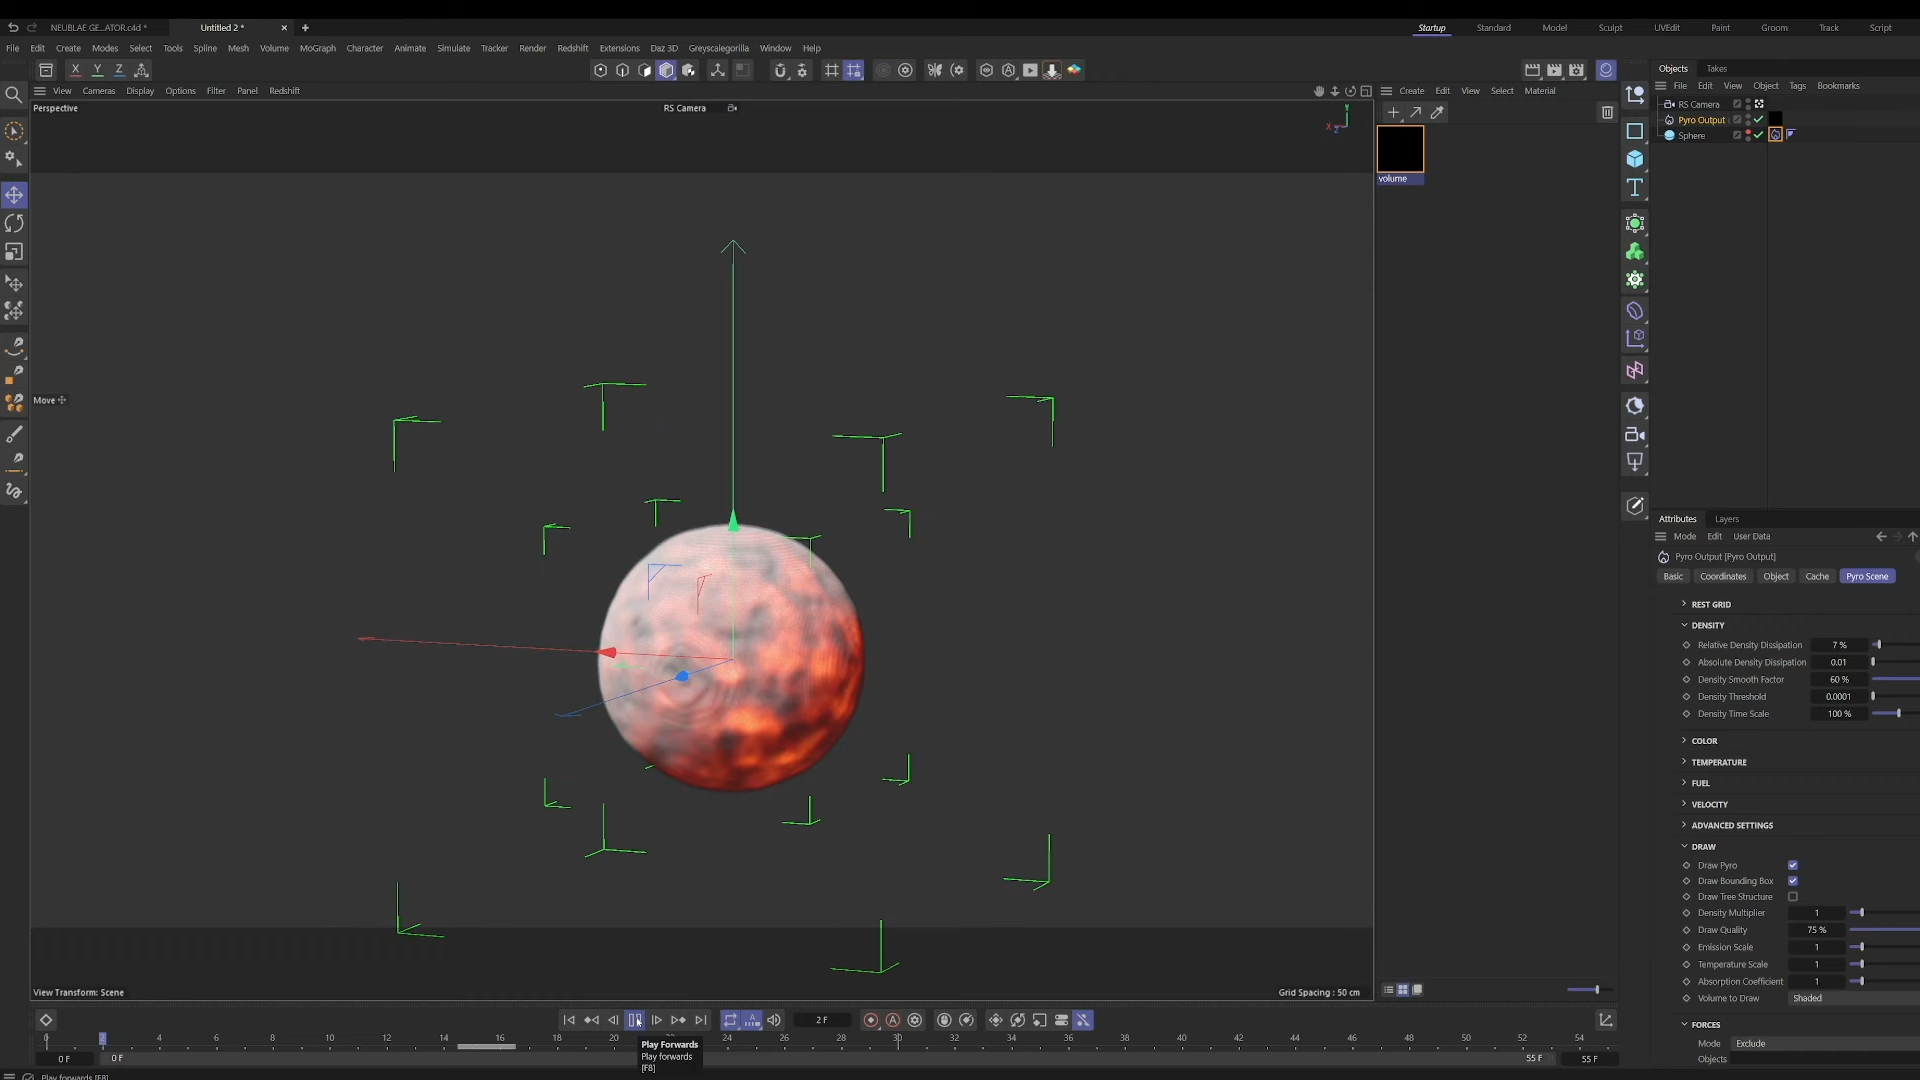 NEUBLAE GE...ATOR.c4d *
Untitled 2 *
Startup
Standard
Model
Sculpt
UVEdit
Paint
Groom
Track
Script
File
Edit
Create
Modes
Select
Tools
Spline
Mesh
Volume
MoGraph
Character
Animate
Simulate
Tracker
Render
Redshift
Extensions
Daz 3D
Greyscalegorilla
Window
Help
X
Y
Z
Objects
Takes
View
Cameras
Display
Options
Filter
Panel
Redshift
Create
Edit
View
Select
Material
File
Edit
View
Object
Tags
Bookmarks
Perspective
RS Camera
RS Camera
Pyro Output
Sphere
volume
Move
Attributes
Layers
Mode
Edit
User Data
Pyro Output [Pyro Output]
Basic
Coordinates
Object
Cache
Pyro Scene
REST GRID
DENSITY
Relative Density Dissipation
7 %
Absolute Density Dissipation
0.01
Density Smooth Factor
60 %
Density Threshold
0.0001
Density Time Scale
100 %
COLOR
TEMPERATURE
FUEL
VELOCITY
ADVANCED SETTINGS
DRAW
Draw Pyro
Draw Bounding Box
Draw Tree Structure
Density Multiplier
1
Draw Quality
75 %
Emission Scale
1
Temperature Scale
1
Absorption Coefficient
1
Volume to Draw
Shaded
FORCES
Mode
Exclude
Objects
View Transform: Scene
Grid Spacing : 50 cm
2 F
0
2
4
6
8
10
12
14
16
18
20
24
26
28
30
32
34
36
38
40
42
44
46
48
50
52
54
Play Forwards
Play forwards
[F8]
0 F
0 F
55 F
55 F
Play forwards [F8]